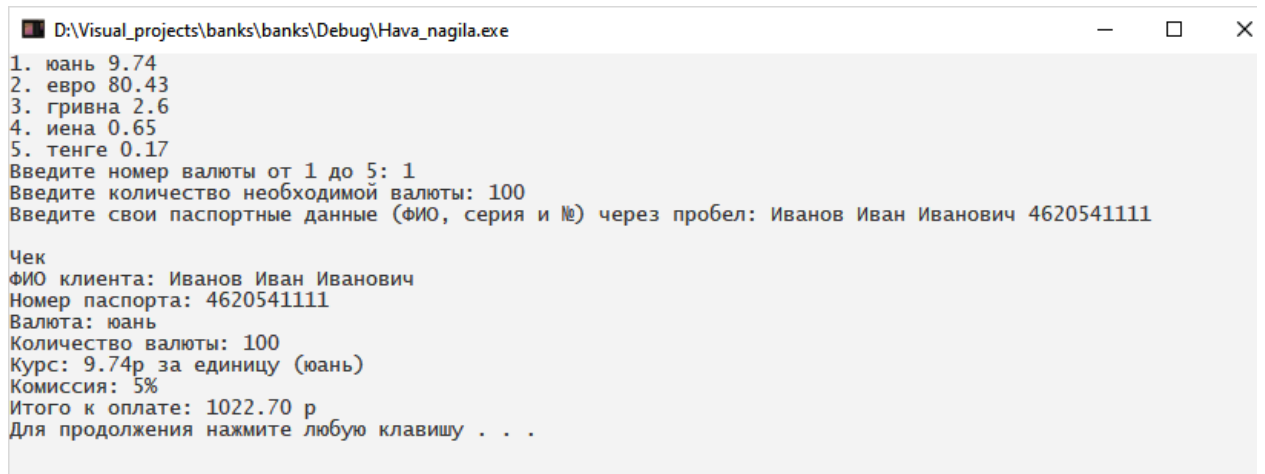 D:\Visual_projects\banks\banks\Debug\Hava_nagila.exe
1. юань 9.74
2. евро 80.43
3. гривна 2.6
4. иена 0.65
5. тенге 0.17
Введите номер валюты от 1 до 5: 1
Введите количество необходимой валюты: 100
Введите свои паспортные данные (ФИО, серия и №) через пробел: Иванов Иван Иванович 4620541111
Чек
ФИО клиента: Иванов Иван Иванович
Номер паспорта: 4620541111
Валюта: юань
Количество валюты: 100
Курс: 9.74р за единицу (юань)
Комиссия: 5%
Итого к оплате: 1022.70 р
Для продолжения нажмите любую клавишу . . .